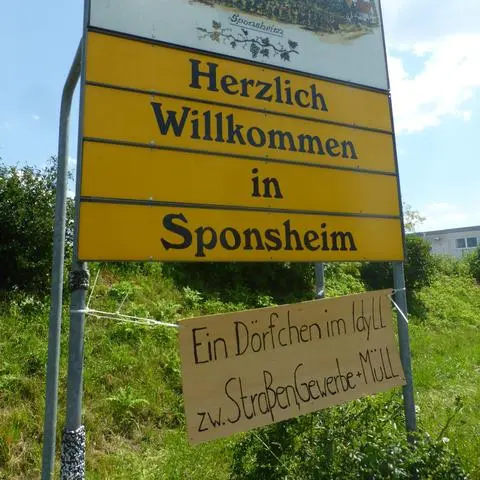 Sponsheim
Herzlich
Willkommen
in
Sponsheim
Ein Dörfchen im Idyll
zw. Straßen, Gewerbe + MÜLL